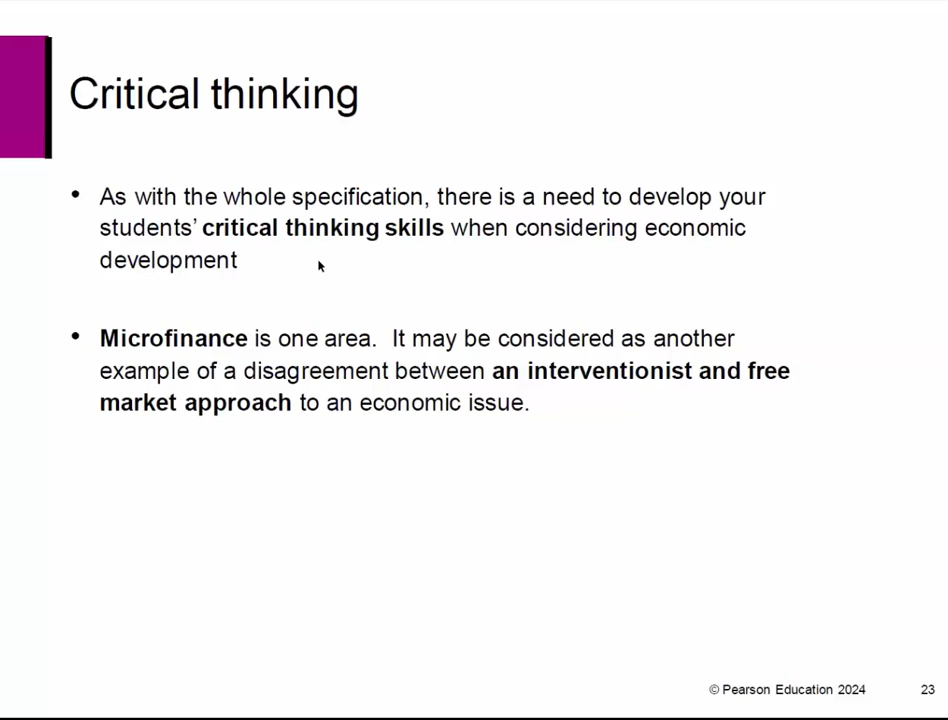 Critical thinking
• As with the whole specification, there is a need to develop your
students’ critical thinking skills when considering economic
development
• Microfinance is one area.  It may be considered as another
example of a disagreement between an interventionist and free
market approach to an economic issue.
© Pearson Education 2024 23